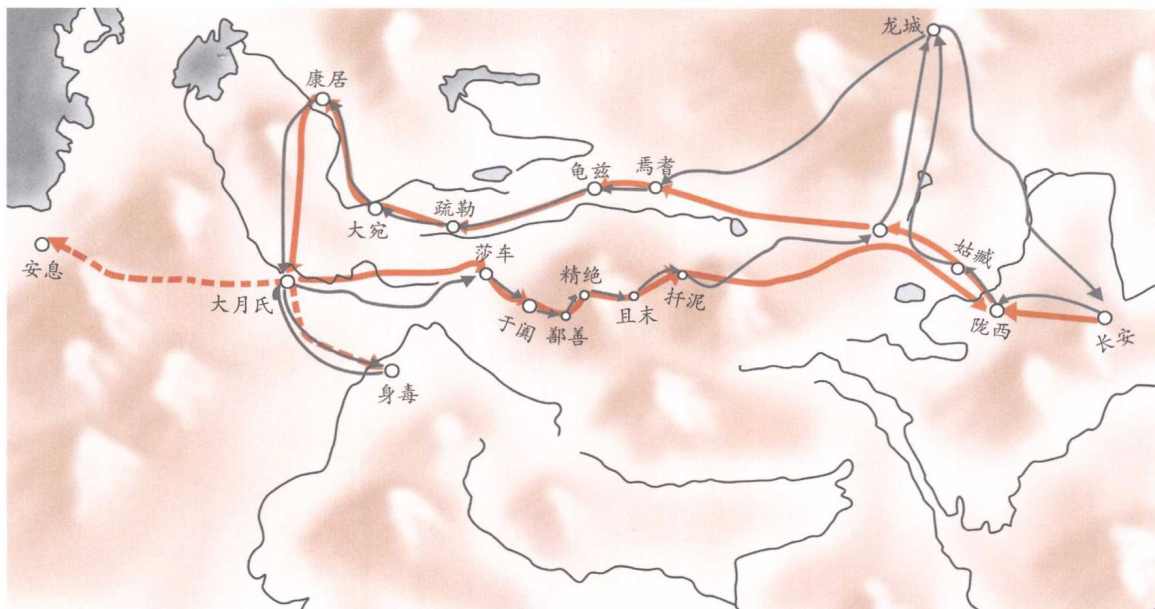 龙城
康居
龟兹
焉耆
大宛
疏勒
莎车
姑臧
安息
大月氏
精绝
扜泥
于阗
鄯善
且末
陇西
长安
身毒